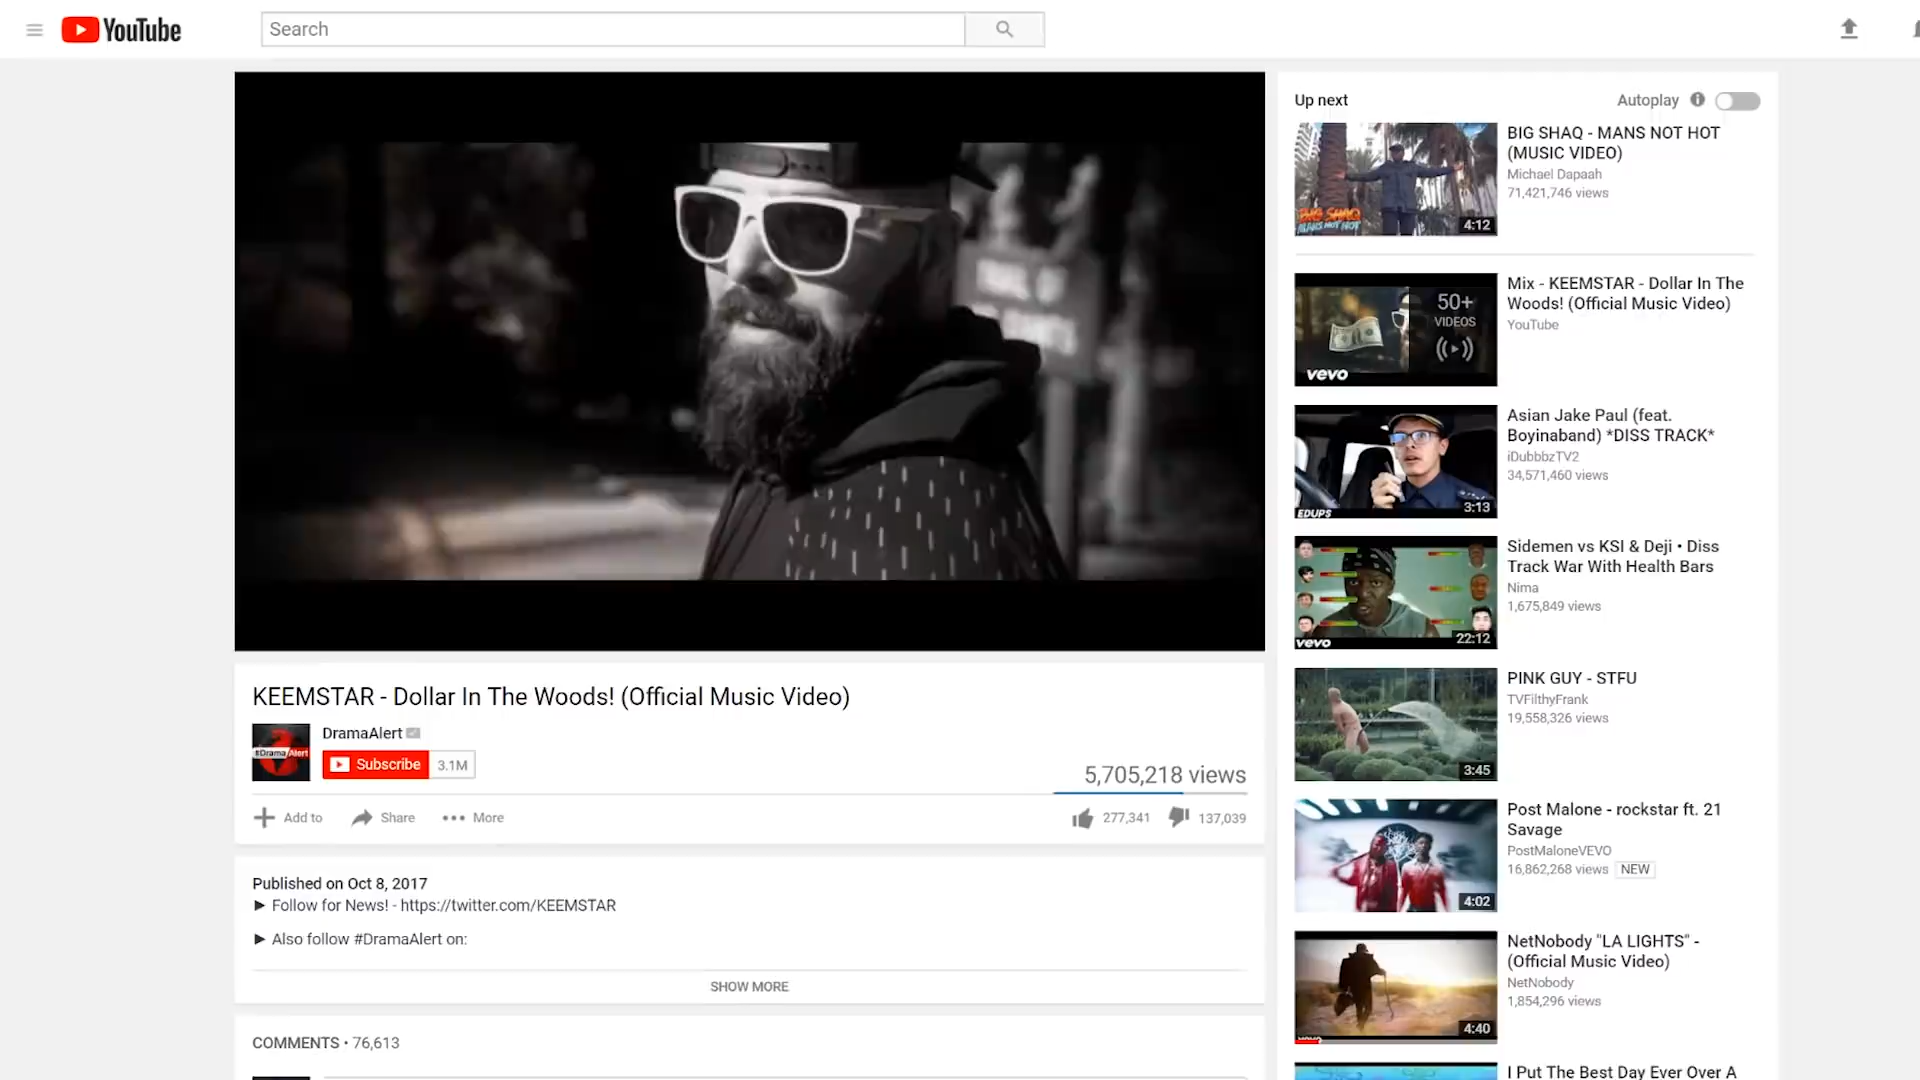 YouTube
Search
KEEMSTAR - Dollar In The Woods! (Official Music Video)
#Drama Alert
DramaAlert
Subscribe 3.1M
5,705,218 views
Add to
Share
More
277,341
137,039
Published on Oct 8, 2017
► Follow for News! - https://twitter.com/KEEMSTAR
► Also follow #DramaAlert on:
SHOW MORE
COMMENTS • 76,613
Up next
Autoplay
BIG SHAQ
MANS NOT HOT
4:12
BIG SHAQ - MANS NOT HOT
(MUSIC VIDEO)
Michael Dapaah
71,421,746 views
50+
VIDEOS
vevo
Mix - KEEMSTAR - Dollar In The
Woods! (Official Music Video)
YouTube
EDUPS
3:13
Asian Jake Paul (feat.
Boyinaband) *DISS TRACK*
iDubbbzTV2
34,571,460 views
vevo
22:12
Sidemen vs KSI & Deji • Diss
Track War With Health Bars
Nima
1,675,849 views
3:45
PINK GUY - STFU
TVFilthyFrank
19,558,326 views
4:02
Post Malone - rockstar ft. 21
Savage
PostMaloneVEVO
16,862,268 views NEW
4:40
NetNobody "LA LIGHTS" -
(Official Music Video)
NetNobody
1,854,296 views
I Put The Best Day Ever Over A